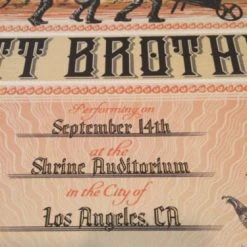 TT BROTH
Performing on
September 14th
at the
Shrine Auditorium
in the City of
Los Angeles, CA